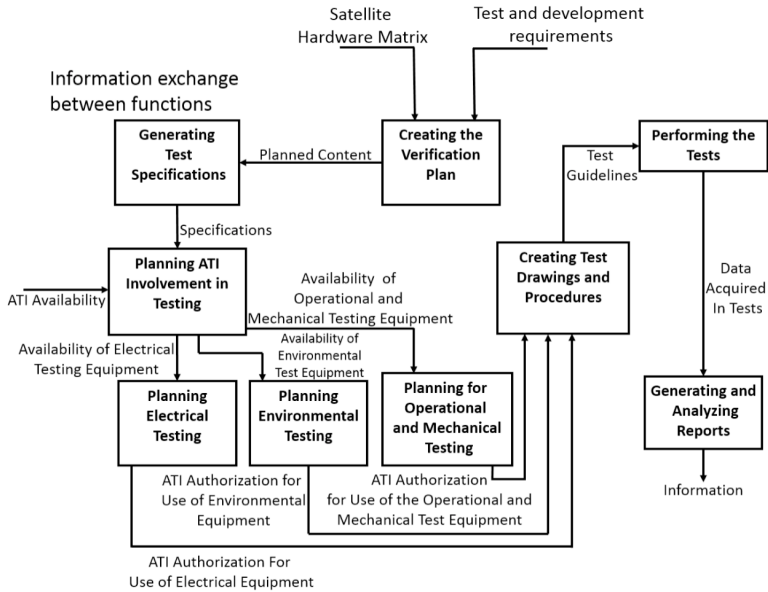 Satellite
Hardware Matrix
Test and development
requirements
Information exchange
between functions
Generating
Test
Specifications
Planned Content
Creating the
Verification
Plan
Test
Guidelines
Performing the
Tests
Specifications
Planning ATI
Involvement in
Testing
ATI Availability
Availability of
Operational and
Mechanical Testing Equipment
Creating Test
Drawings and
Procedures
Data
Acquired
In Tests
Availability of Electrical
Testing Equipment
Availability of
Environmental
Test Equipment
Planning
Electrical
Testing
Planning
Environmental
Testing
Planning for
Operational
and Mechanical
Testing
Generating and
Analyzing
Reports
ATI Authorization for
Use of Environmental
Equipment
ATI Authorization
for Use of the Operational and
Mechanical Test Equipment
Information
ATI Authorization For
Use of Electrical Equipment